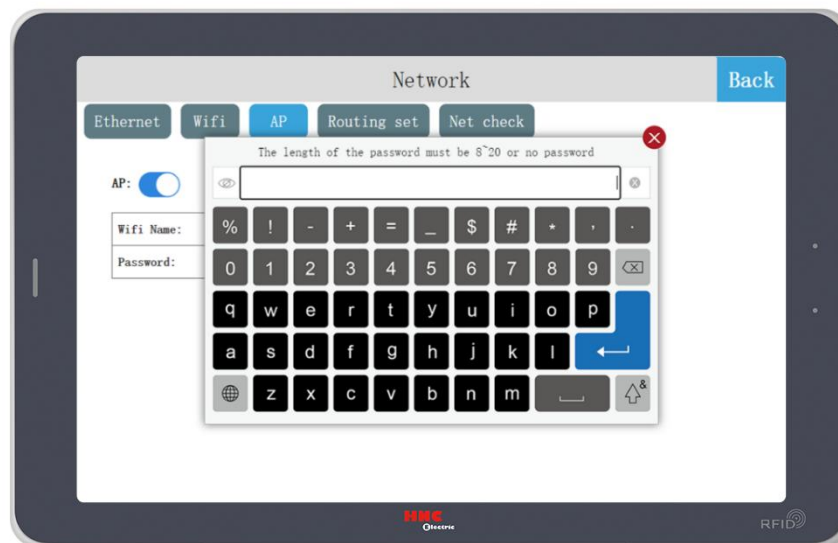 Network Back
Ethernet Wifi AP Routing set Net check
The length of the password must be 8~20 or no password
AP:
Wifi Name:
Password:
% ! - + = _ $ # * , .
0 1 2 3 4 5 6 7 8 9
q w e r t y u i o p
a s d f g h j k l
z x c v b n m &
HNC
Electric
RFID